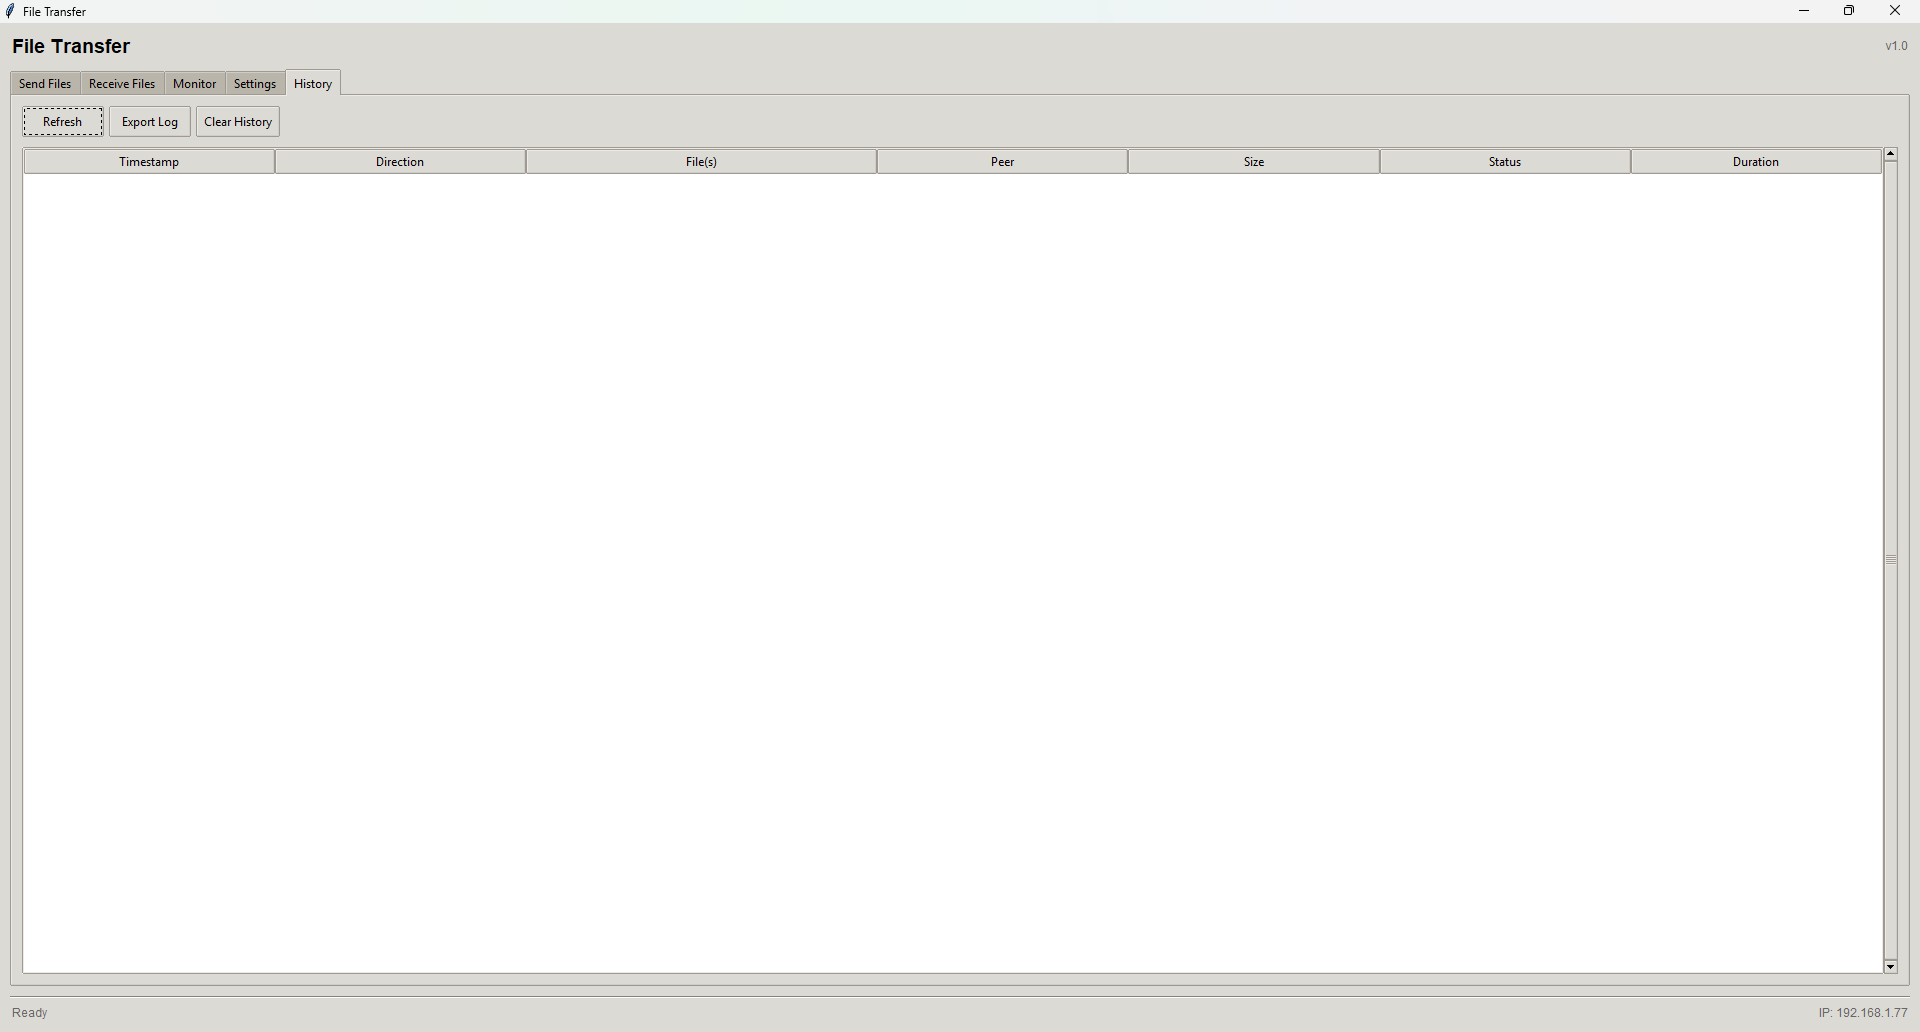 File Transfer
File Transfer
v1.0
Send Files Receive Files Monitor Settings History
Refresh Export Log Clear History
Timestamp Direction File(s) Peer Size Status Duration
Ready
IP: 192.168.1.77